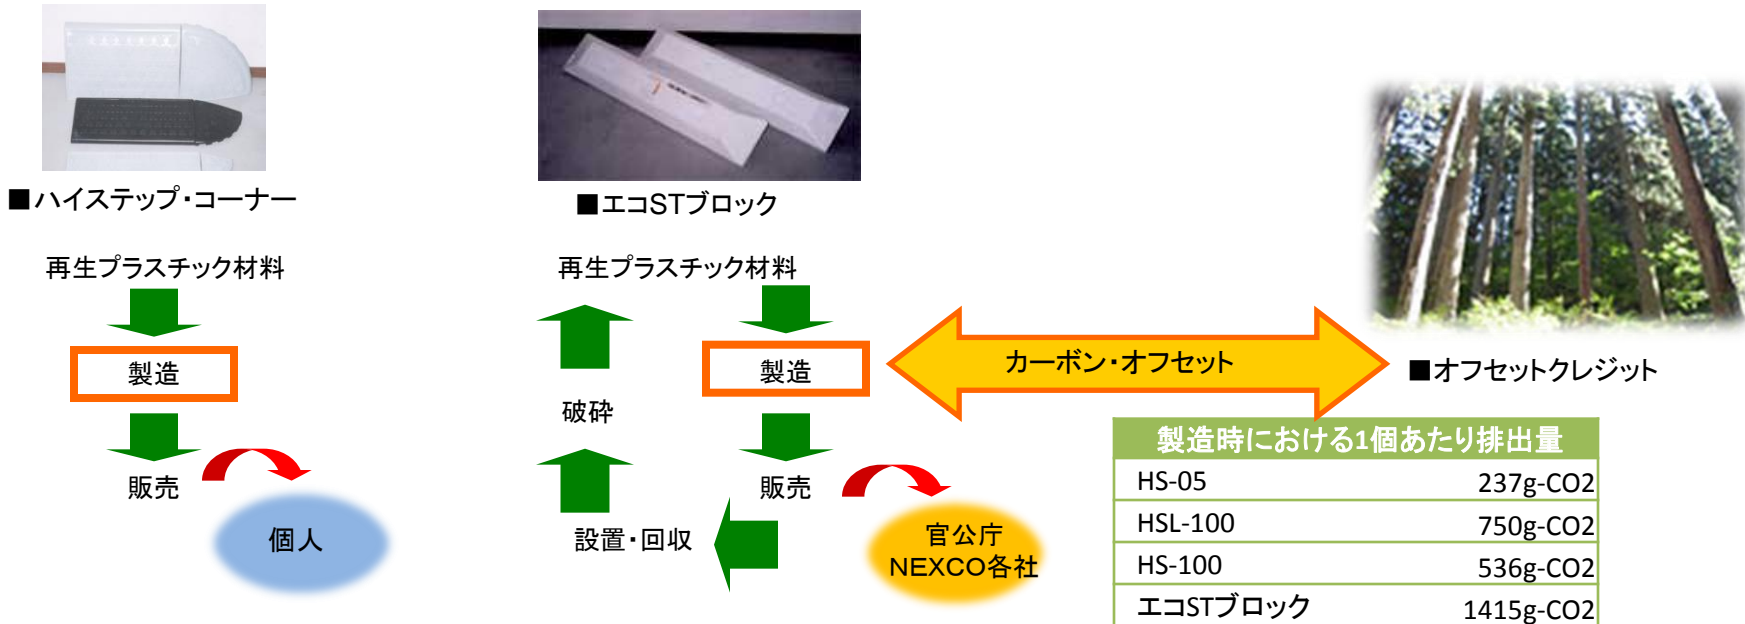 ■ハイステップ・コーナー
再生プラスチック材料
製造
販売
個人
■エコSTブロック
再生プラスチック材料
製造
販売
官公庁
NEXCO各社
設置・回収
破砕
カーボン・オフセット
■オフセットクレジット
製造時における1個あたり排出量
HS-05 237g-CO2
HSL-100 750g-CO2
HS-100 536g-CO2
エコSTブロック 1415g-CO2